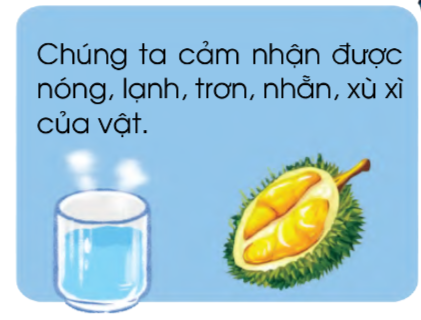 Chúng ta cảm nhận được
nóng, lạnh, trơn, nhẵn, xù xì
của vật.